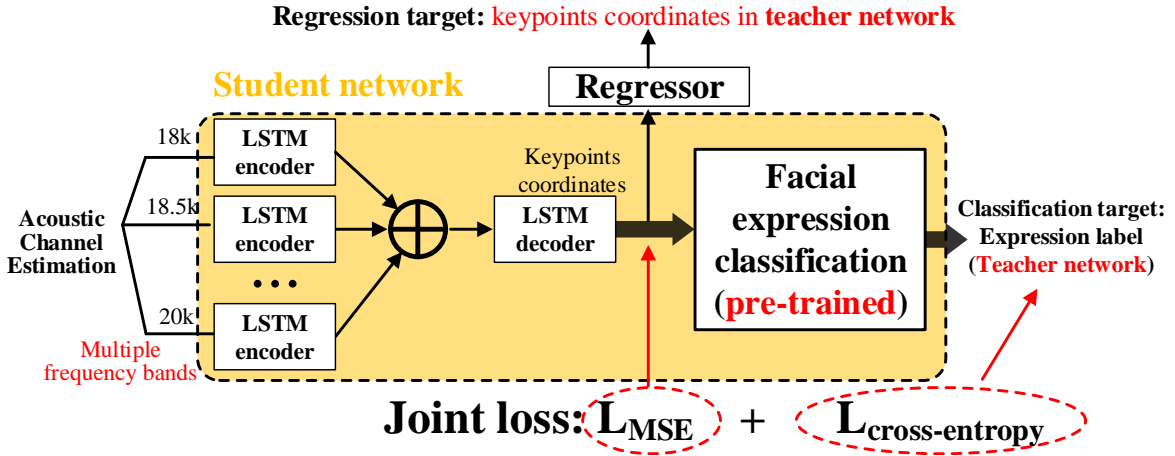 Regression target: keypoints coordinates in teacher network
Student network
Regressor
18k
LSTM
encoder
Keypoints
coordinates
Facial
expression
classification
(pre-trained)
Acoustic
Channel
Estimation
18.5k
LSTM
encoder
LSTM
decoder
Classification target:
Expression label
(Teacher network)
...
20k
LSTM
encoder
Multiple
frequency bands
Joint loss: L_MSE + L_cross-entropy